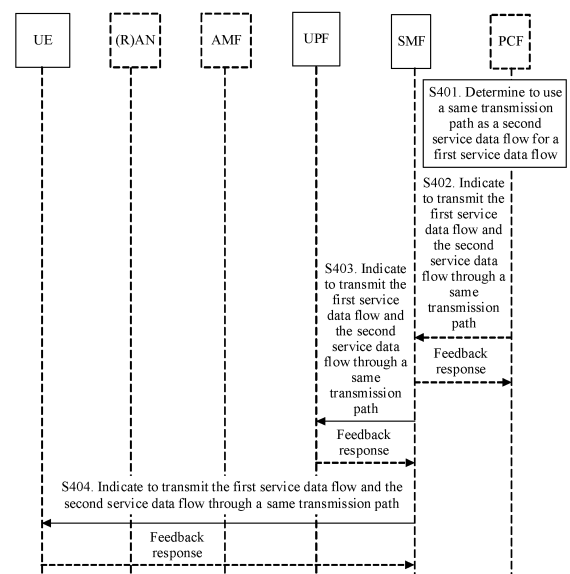 UE
(R)AN
AMF
UPF
SMF
PCF
S401. Determine to use
a same transmission
path as a second
service data flow for a
first service data flow
S402. Indicate
to transmit the
first service
data flow and
the second
service data
flow through a
same
transmission
path
Feedback
response
S403. Indicate
to transmit the
first service
data flow and
the second
service data
flow through a
same
transmission
path
Feedback
response
S404. Indicate to transmit the first service data flow and the
second service data flow through a same transmission path
Feedback
response